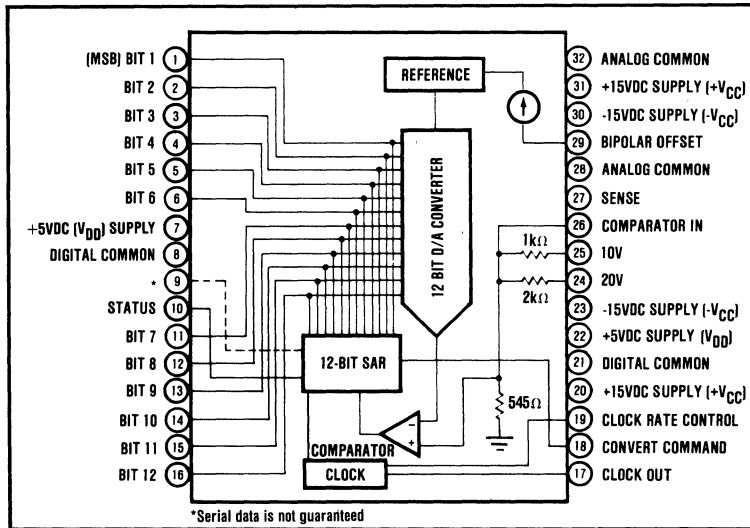 (MSB) BIT 1 1
BIT 2 2
BIT 3 3
BIT 4 4
BIT 5 5
BIT 6 6
+5VDC (VDD) SUPPLY 7
DIGITAL COMMON 8
* 9
STATUS 10
BIT 7 11
BIT 8 12
BIT 9 13
BIT 10 14
BIT 11 15
BIT 12 16
REFERENCE
12 BIT D/A CONVERTER
12-BIT SAR
- +
COMPARATOR
CLOCK
1kΩ
2kΩ
545Ω
32 ANALOG COMMON
31 +15VDC SUPPLY (+VCC)
30 -15VDC SUPPLY (-VCC)
29 BIPOLAR OFFSET
28 ANALOG COMMON
27 SENSE
26 COMPARATOR IN
25 10V
24 20V
23 -15VDC SUPPLY (-VCC)
22 +5VDC SUPPLY (VDD)
21 DIGITAL COMMON
20 +15VDC SUPPLY (+VCC)
19 CLOCK RATE CONTROL
18 CONVERT COMMAND
17 CLOCK OUT
*Serial data is not guaranteed